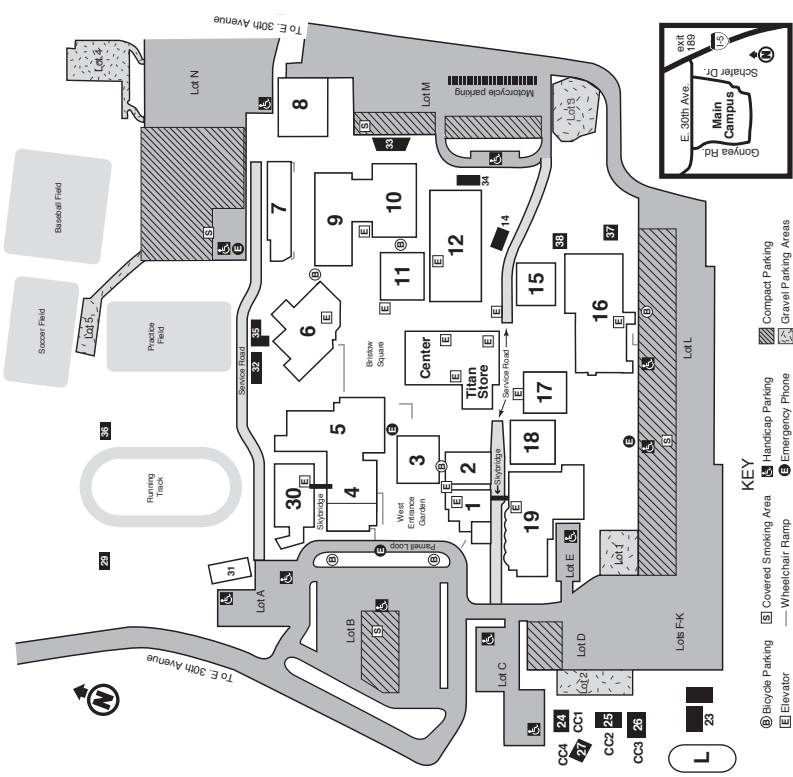 To E. 30th Avenue
Lot 4
Lot N
8
Lot M
Motorcycle parking
S
33
Lot 3
exit
189
I-5
Schafer Dr.
N
E. 30th Ave.
Main
Campus
Gonyea Rd.
Baseball Field
S
E
7
9
10
E
B
34
14
38
37
12
E
11
E
B
Soccer Field
Lot 5
Practice
Field
6
E
35
32
Service Road
Bristow
Square
Center
Titan
Store
E
E
E
E
Service Road
15
16
E
B
Lot L
36
Running
Track
5
E
3
B
2
E
1
E
4
30
E
Skybridge
West
Entrance
Garden
Skybridge
17
E
18
19
E
E
S
29
31
Parnell Loop
B
E
B
Lot A
Lot B
S
Lot E
Lot 1
Lot C
Lot D
Lots F-K
Lot 2
To E. 30th Avenue
N
24
CC1
CC4
27
25
CC2
26
CC3
23
L
KEY
B Bicycle Parking
E Elevator
S Covered Smoking Area
Wheelchair Ramp
Handicap Parking
E Emergency Phone
Compact Parking
Gravel Parking Areas